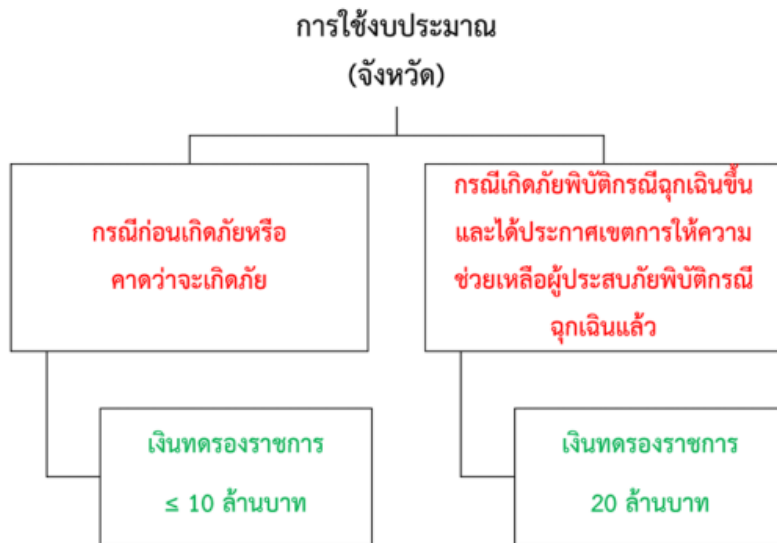 การใช้งบประมาณ
(จังหวัด)
กรณีก่อนเกิดภัยหรือ
คาดว่าจะเกิดภัย
กรณีเกิดภัยพิบัติกรณีฉุกเฉินขึ้น
และได้ประกาศเขตการให้ความ
ช่วยเหลือผู้ประสบภัยพิบัติกรณี
ฉุกเฉินแล้ว
เงินทดรองราชการ
≤ 10 ล้านบาท
เงินทดรองราชการ
20 ล้านบาท